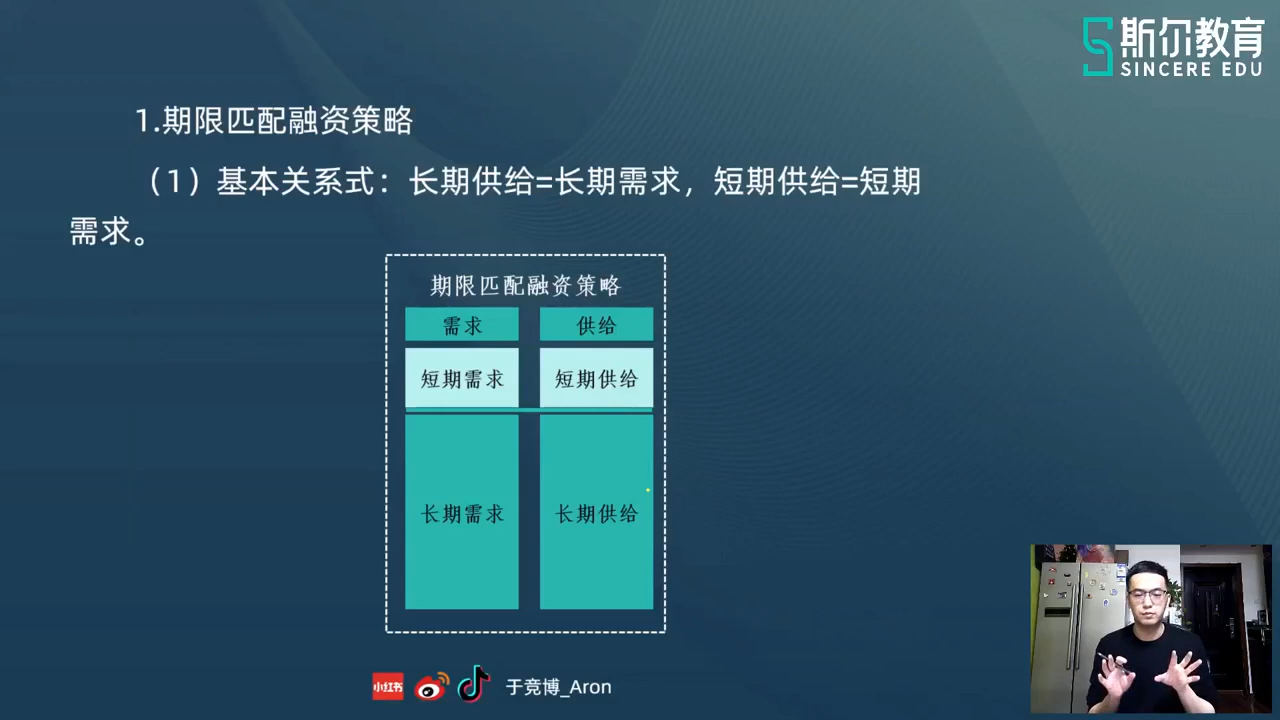 斯尔教育
SINCERE EDU
1.期限匹配融资策略
（1）基本关系式：长期供给=长期需求，短期供给=短期
需求。
期限匹配融资策略
需求 供给
短期需求 短期供给
长期需求 长期供给
小红书 于竞博_Aron